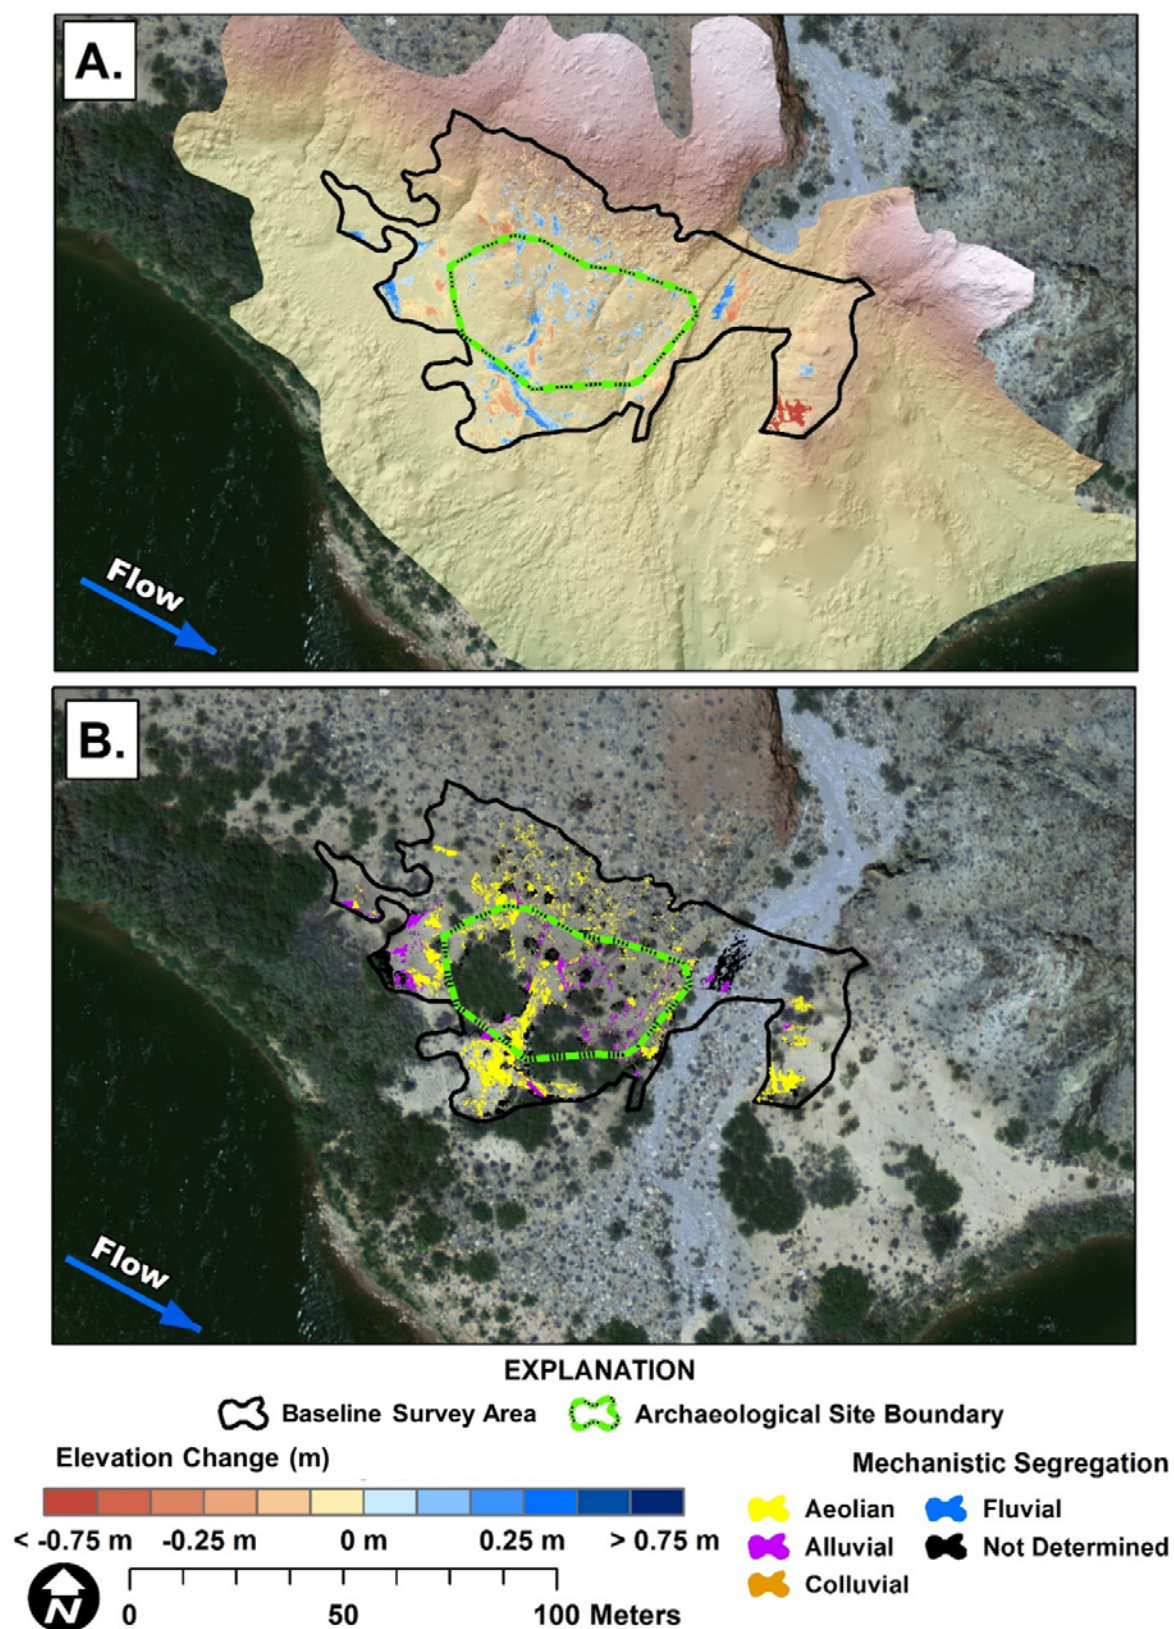 A.
Flow
B.
Flow
EXPLANATION
Baseline Survey Area
Archaeological Site Boundary
Elevation Change (m)
< -0.75 m -0.25 m 0 m 0.25 m > 0.75 m
Mechanistic Segregation
Aeolian
Fluvial
Alluvial
Not Determined
Colluvial
N
0 50 100 Meters